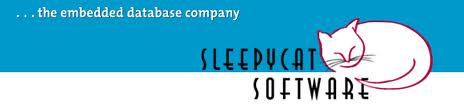 . . . the embedded database company
SLEEPYCAT
SOFTWARE